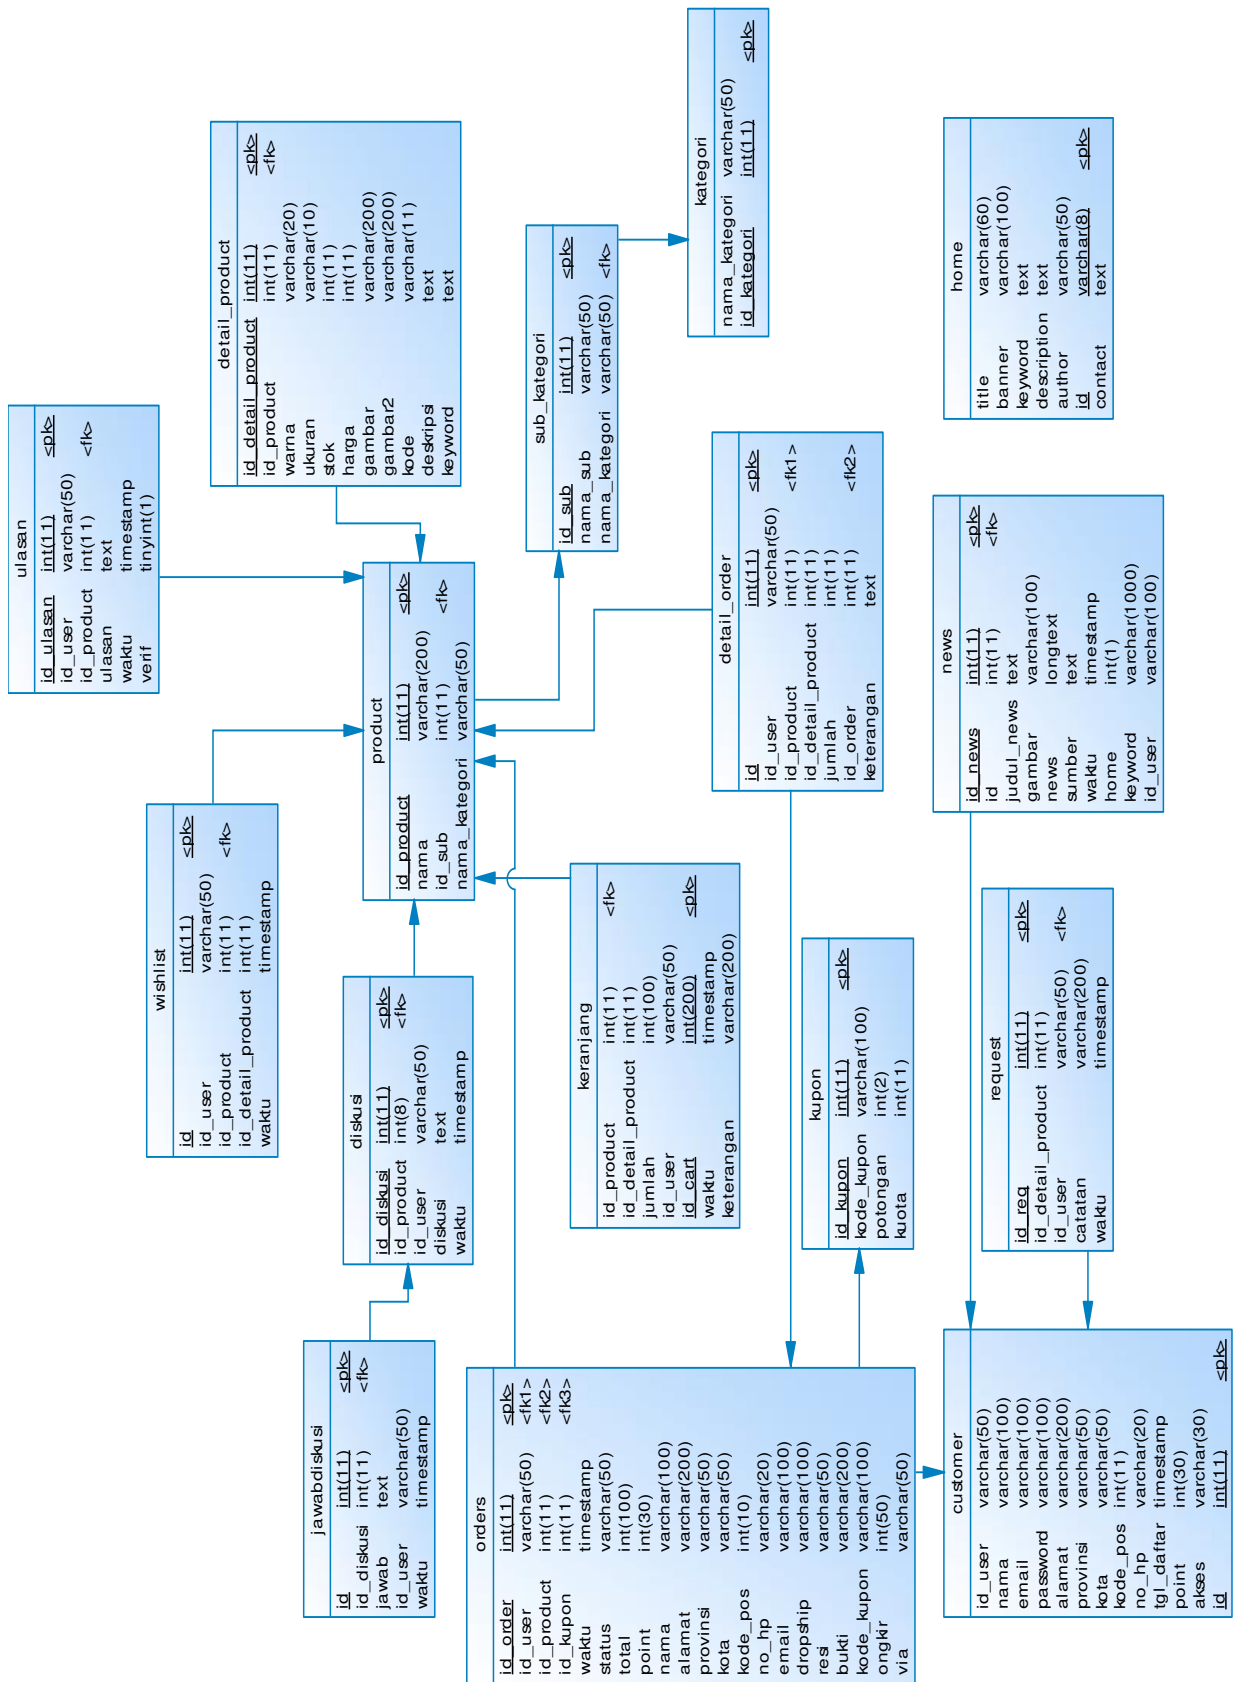 kategori
nama_kategori varchar(50)
id_kategori int(11) <pk>
home
title varchar(60)
banner varchar(100)
keyword text
description text
author varchar(50)
id varchar(8) <pk>
contact text
detail_product
id_detail_product int(11) <pk>
id_product int(11) <fk>
warna varchar(20)
ukuran varchar(10)
stok int(11)
harga int(11)
gambar varchar(200)
gambar2 varchar(200)
kode varchar(11)
deskripsi text
keyword text
sub_kategori
id_sub int(11) <pk>
nama_sub varchar(50)
nama_kategori varchar(50) <fk>
ulasan
id_ulasan int(11) <pk>
id_user varchar(50)
id_product int(11) <fk>
ulasan text
waktu timestamp
verif tinyint(1)
product
id_product int(11) <pk>
nama varchar(200)
id_sub int(11) <fk>
nama_kategori varchar(50)
detail_order
id int(11) <pk>
id_user varchar(50)
id_product int(11) <fk1>
id_detail_product int(11)
jumlah int(11)
id_order int(11) <fk2>
keterangan text
news
id_news int(11) <pk>
id int(11) <fk>
judul_news text
gambar varchar(100)
news longtext
sumber text
waktu timestamp
home int(1)
keyword varchar(1000)
id_user varchar(100)
wishlist
id int(11) <pk>
id_user varchar(50)
id_product int(11) <fk>
id_detail_product int(11)
waktu timestamp
diskusi
id_diskusi int(11) <pk>
id_product int(8) <fk>
id_user varchar(50)
diskusi text
waktu timestamp
keranjang
id_product int(11) <fk>
id_detail_product int(11)
jumlah int(100)
id_user varchar(50)
id_cart int(200) <pk>
waktu timestamp
keterangan varchar(200)
kupon
id_kupon int(11) <pk>
kode_kupon varchar(100)
potongan int(2)
kuota int(11)
request
id_req int(11) <pk>
id_detail_product int(11)
id_user varchar(50) <fk>
catatan varchar(200)
waktu timestamp
jawabdiskusi
id int(11) <pk>
id_diskusi int(11) <fk>
jawab text
id_user varchar(50)
waktu timestamp
orders
id_order int(11) <pk>
id_user varchar(50) <fk1>
id_product int(11) <fk2>
id_kupon int(11) <fk3>
waktu timestamp
status varchar(50)
total int(100)
point int(30)
nama varchar(100)
alamat varchar(200)
provinsi varchar(50)
kota varchar(50)
kode_pos int(10)
no_hp varchar(20)
email varchar(100)
dropship varchar(100)
resi varchar(50)
bukti varchar(200)
kode_kupon varchar(100)
ongkir int(50)
via varchar(50)
customer
id_user varchar(50)
nama varchar(100)
email varchar(100)
password varchar(100)
alamat varchar(200)
provinsi varchar(50)
kota varchar(50)
kode_pos int(11)
no_hp varchar(20)
tgl_daftar timestamp
point int(30)
akses varchar(30)
id int(11) <pk>